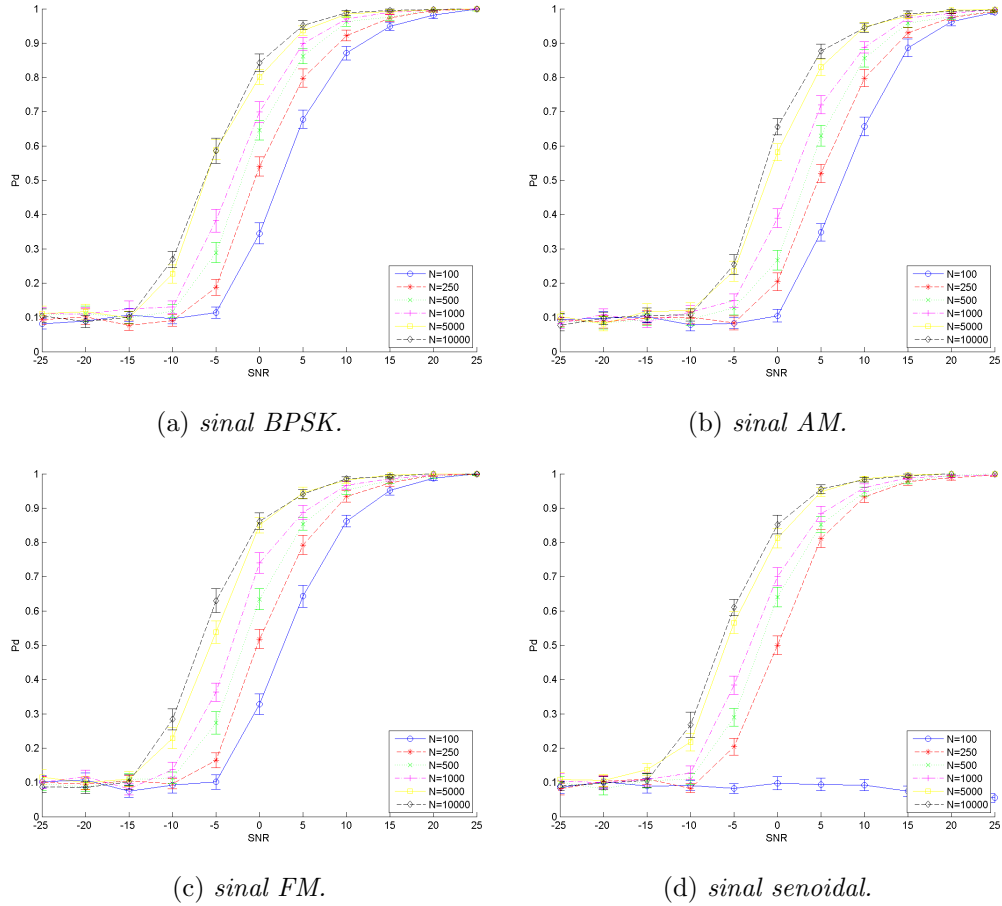 1
0.9
0.8
0.7
0.6
0.5
0.4
0.3
0.2
0.1
0
Pd
-25 -20 -15 -10 -5 0 5 10 15 20 25
SNR
N=100
N=250
N=500
N=1000
N=5000
N=10000
(a) sinal BPSK.
1
0.9
0.8
0.7
0.6
0.5
0.4
0.3
0.2
0.1
0
Pd
-25 -20 -15 -10 -5 0 5 10 15 20 25
SNR
N=100
N=250
N=500
N=1000
N=5000
N=10000
(b) sinal AM.
1
0.9
0.8
0.7
0.6
0.5
0.4
0.3
0.2
0.1
0
Pd
-25 -20 -15 -10 -5 0 5 10 15 20 25
SNR
N=100
N=250
N=500
N=1000
N=5000
N=10000
(c) sinal FM.
1
0.9
0.8
0.7
0.6
0.5
0.4
0.3
0.2
0.1
0
Pd
-25 -20 -15 -10 -5 0 5 10 15 20 25
SNR
N=100
N=250
N=500
N=1000
N=5000
N=10000
(d) sinal senoidal.